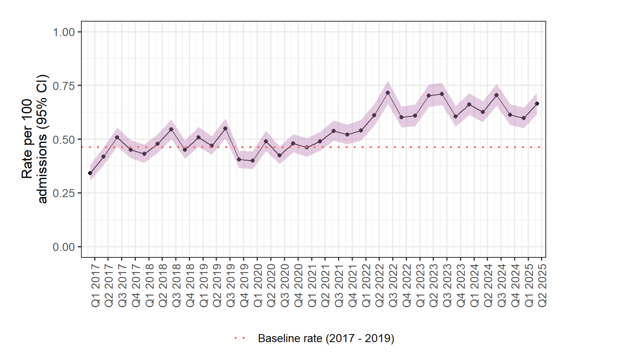 Rate per 100
admissions (95% CI)
1.00
0.75
0.50
0.25
0.00
Q1 2017
Q2 2017
Q3 2017
Q4 2017
Q1 2018
Q2 2018
Q3 2018
Q4 2018
Q1 2019
Q2 2019
Q3 2019
Q4 2019
Q1 2020
Q2 2020
Q3 2020
Q4 2020
Q1 2021
Q2 2021
Q3 2021
Q4 2021
Q1 2022
Q2 2022
Q3 2022
Q4 2022
Q1 2023
Q2 2023
Q3 2023
Q4 2023
Q1 2024
Q2 2024
Q3 2024
Q4 2024
Q1 2025
Q2 2025
Baseline rate (2017 - 2019)